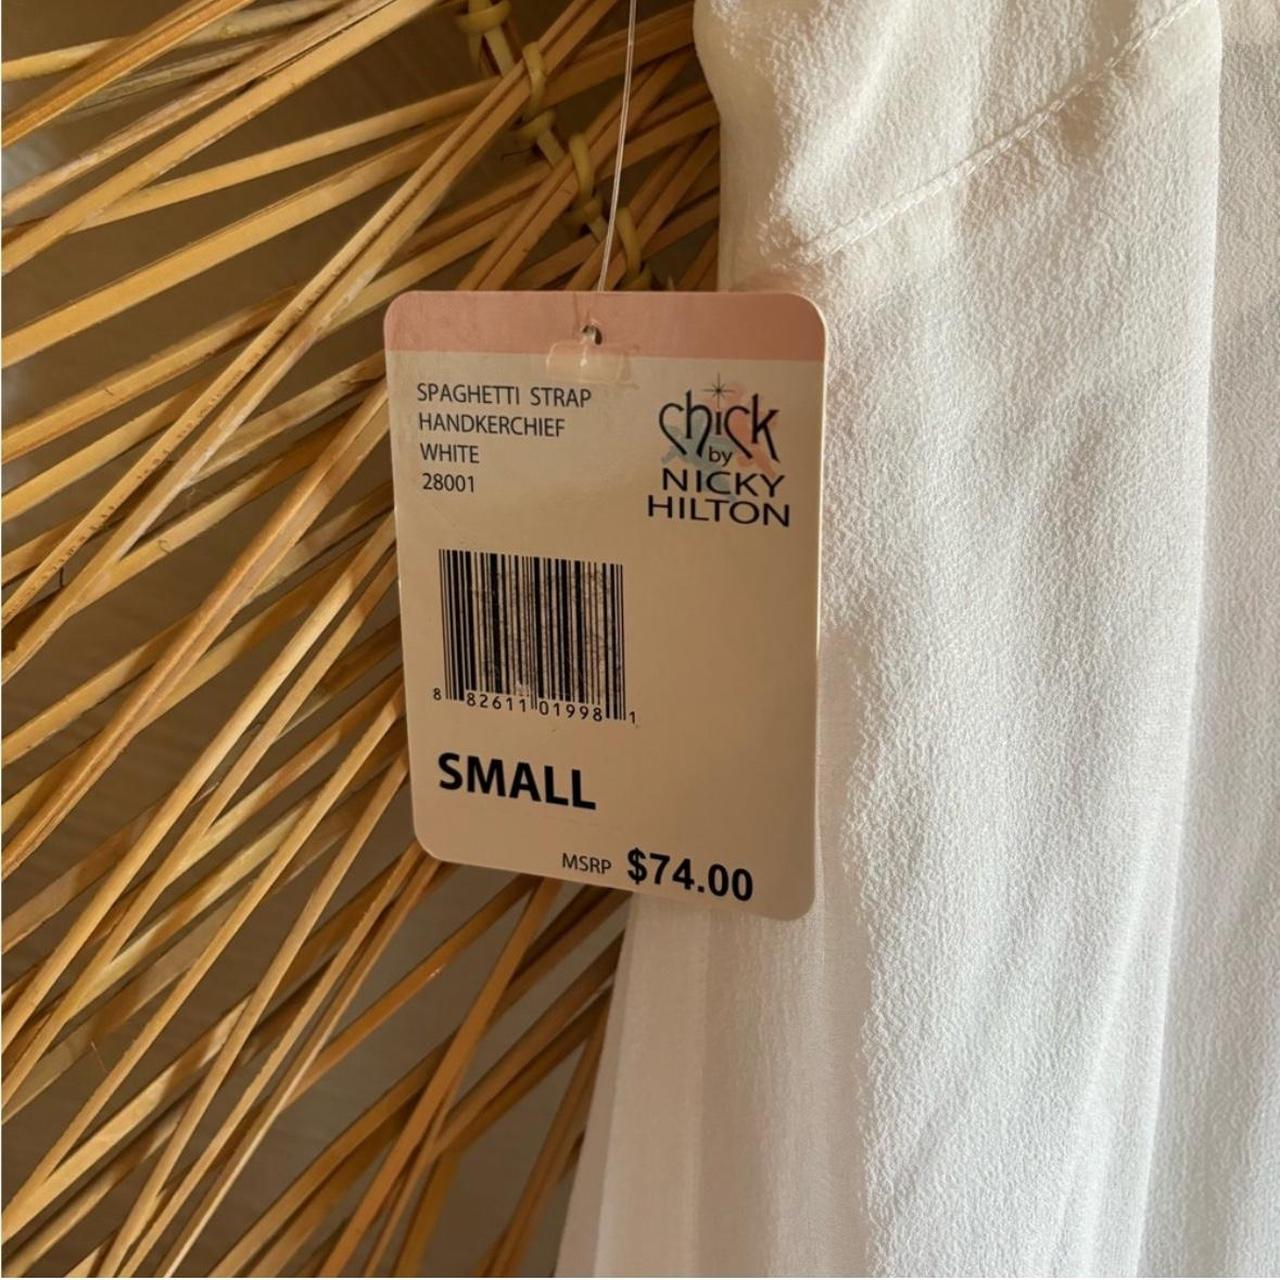 SPAGHETTI STRAP
HANDKERCHIEF
WHITE
28001
chick
by
NICKY
HILTON
8 82611 01998 1
SMALL
MSRP $74.00